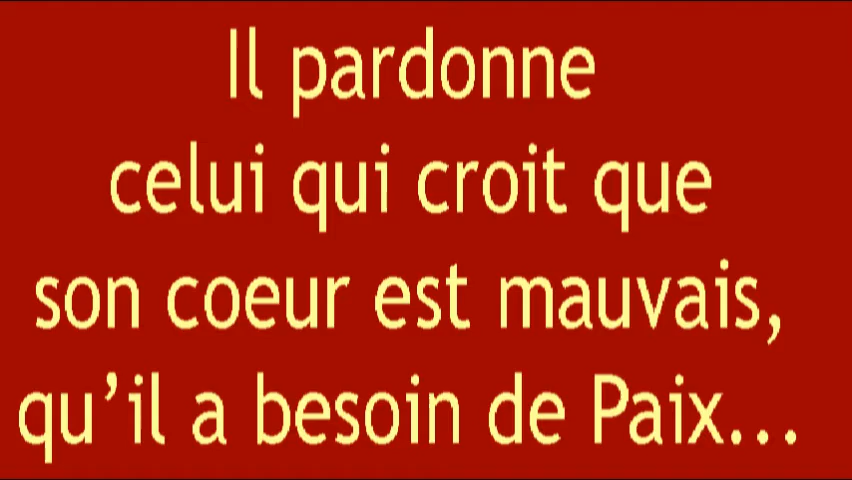 Il pardonne
celui qui croit que
son coeur est mauvais,
qu’il a besoin de Paix...